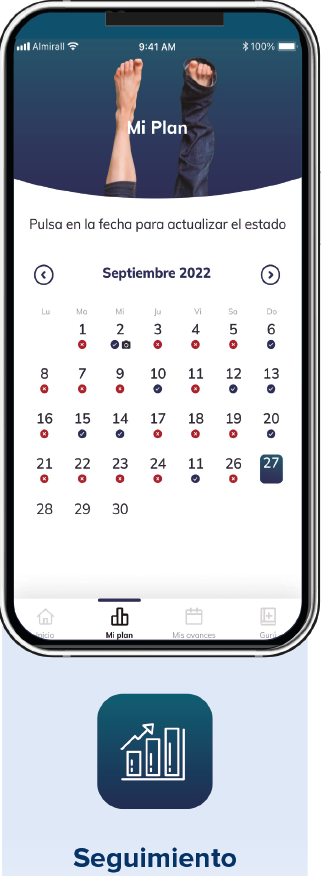 Almirall 9:41 AM 100%
Mi Plan
Pulsa en la fecha para actualizar el estado
Septiembre 2022
Lu Ma Mi Ju Vi Sa Do
1 2 3 4 5 6
8 7 9 10 11 12 13
16 15 14 17 18 19 20
21 22 23 24 11 26 27
28 29 30
Inicio Mi plan Mis avances Gurú
Seguimiento